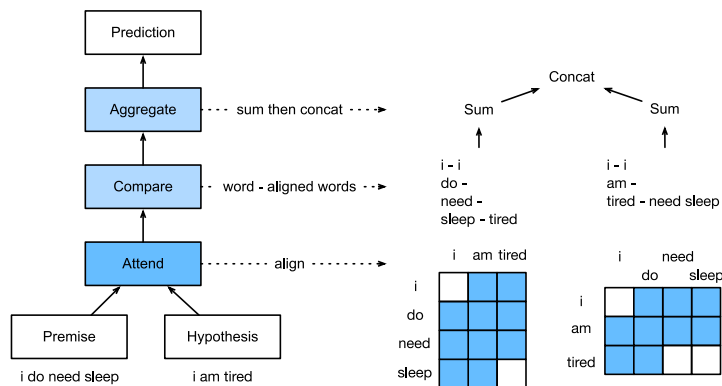 Prediction
Concat
Aggregate
sum then concat
Sum
Sum
Compare
word - aligned words
i - i
do -
need -
sleep - tired
i - i
am -
tired - need sleep
Attend
align
i am tired
i need
do sleep
i
do
need
sleep
i
am
tired
Premise
Hypothesis
i do need sleep
i am tired